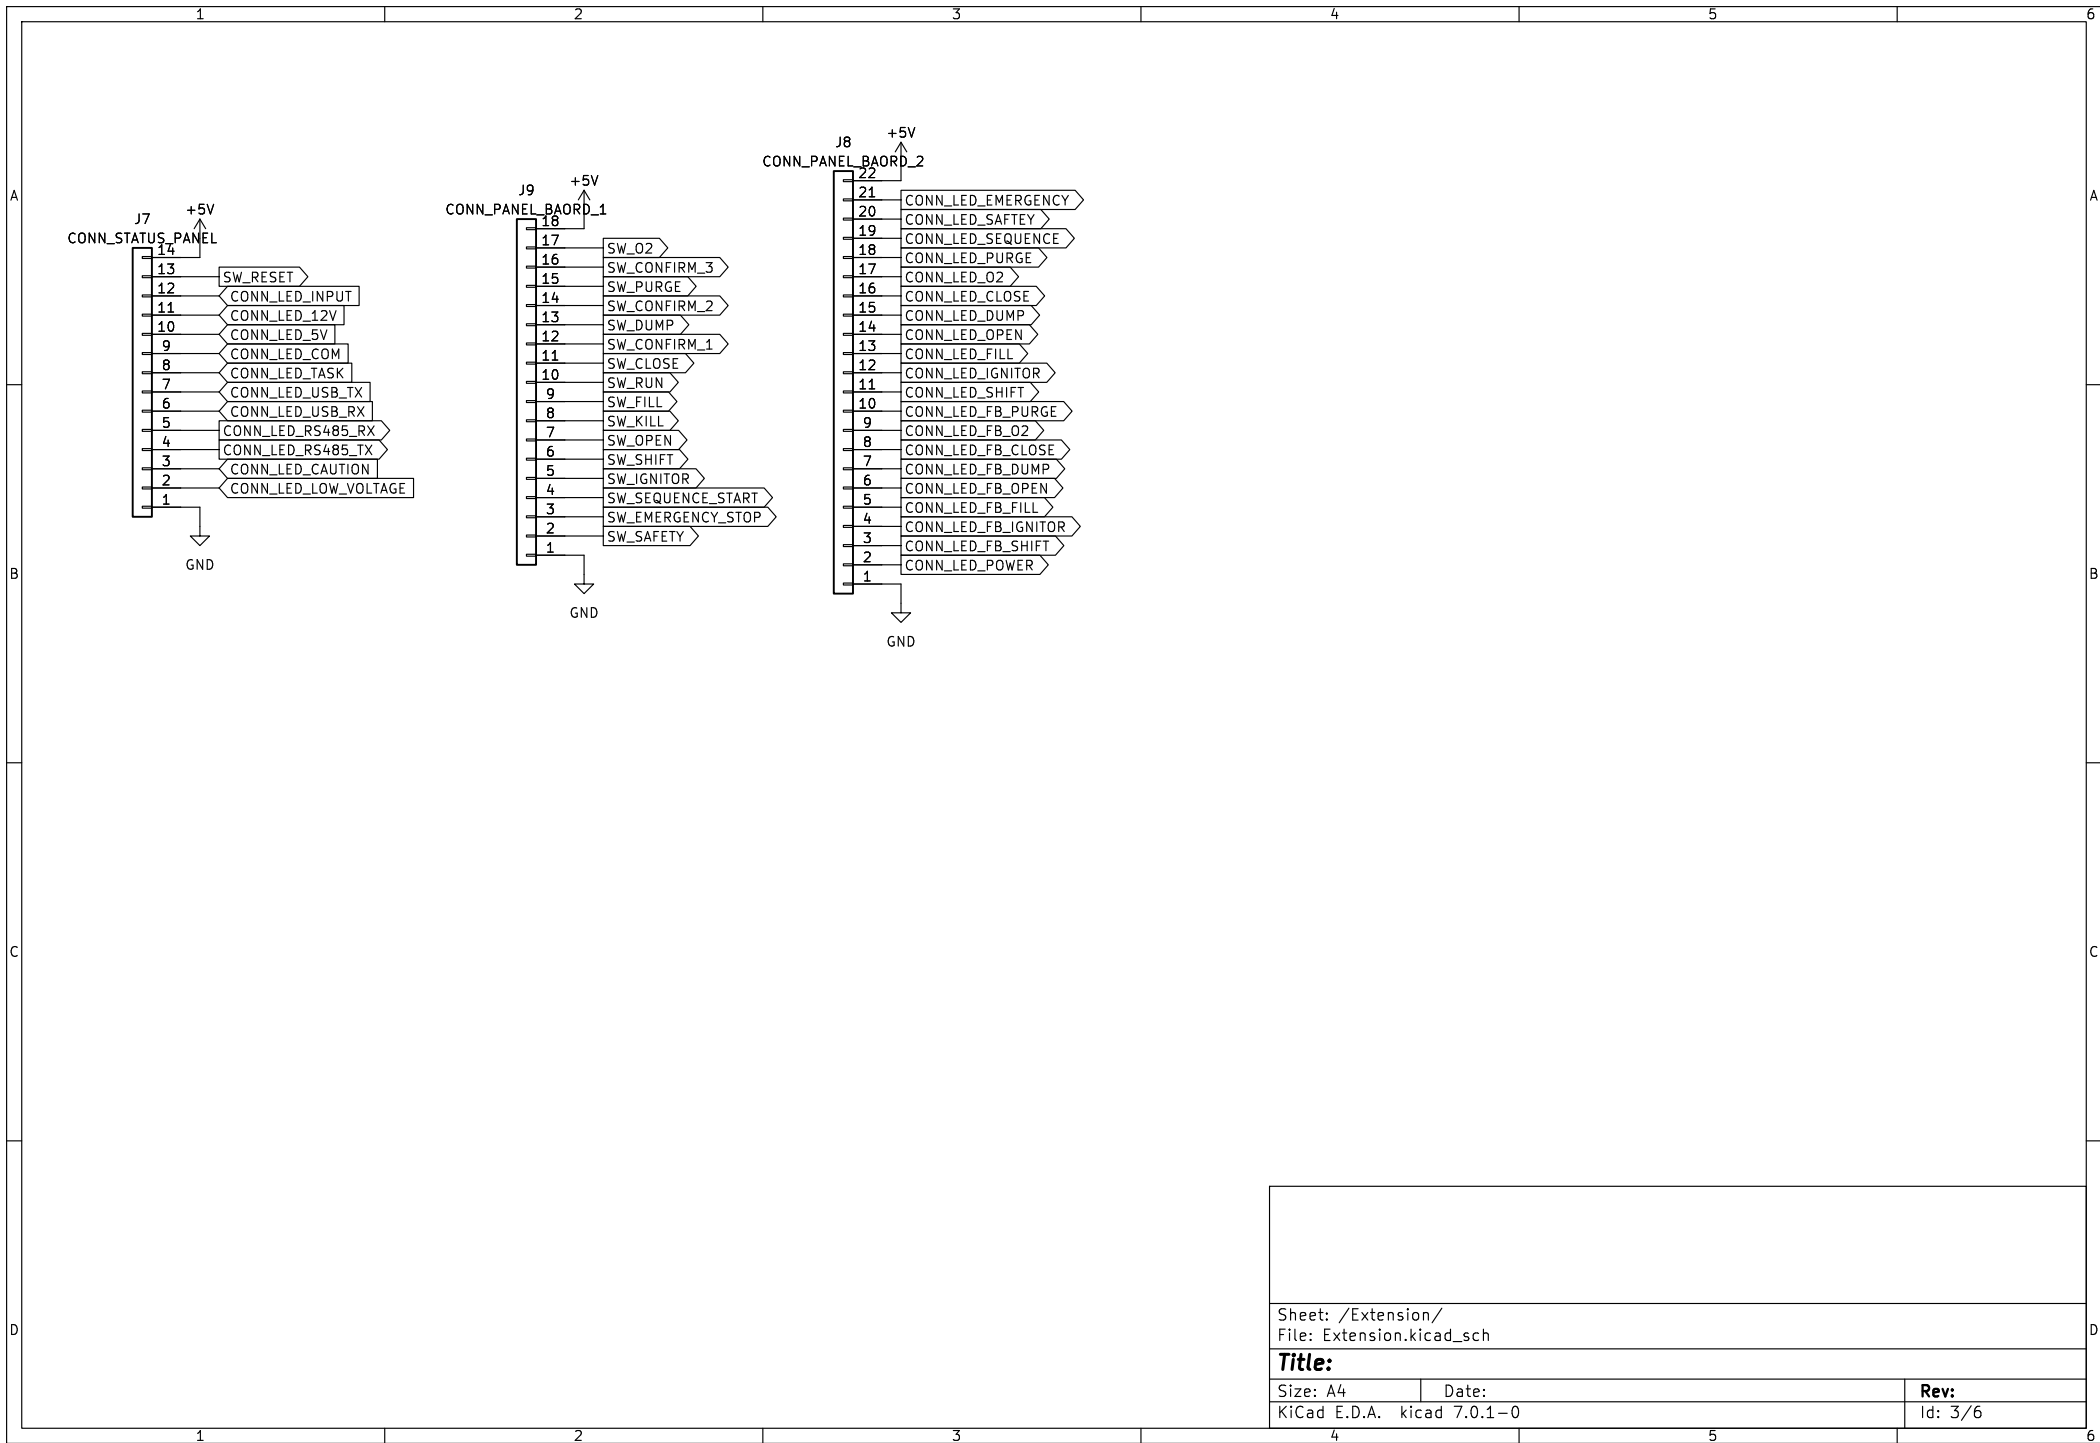 1 2 3 4 5 6
A
B
C
D
J7
CONN_STATUS_PANEL
+5V
14
13 SW_RESET
12 CONN_LED_INPUT
11 CONN_LED_12V
10 CONN_LED_5V
9 CONN_LED_COM
8 CONN_LED_TASK
7 CONN_LED_USB_TX
6 CONN_LED_USB_RX
5 CONN_LED_RS485_RX
4 CONN_LED_RS485_TX
3 CONN_LED_CAUTION
2 CONN_LED_LOW_VOLTAGE
1
GND
J9
CONN_PANEL_BAORD_1
+5V
18
17 SW_O2
16 SW_CONFIRM_3
15 SW_PURGE
14 SW_CONFIRM_2
13 SW_DUMP
12 SW_CONFIRM_1
11 SW_CLOSE
10 SW_RUN
9 SW_FILL
8 SW_KILL
7 SW_OPEN
6 SW_SHIFT
5 SW_IGNITOR
4 SW_SEQUENCE_START
3 SW_EMERGENCY_STOP
2 SW_SAFETY
1
GND
J8
CONN_PANEL_BAORD_2
+5V
22
21 CONN_LED_EMERGENCY
20 CONN_LED_SAFTEY
19 CONN_LED_SEQUENCE
18 CONN_LED_PURGE
17 CONN_LED_O2
16 CONN_LED_CLOSE
15 CONN_LED_DUMP
14 CONN_LED_OPEN
13 CONN_LED_FILL
12 CONN_LED_IGNITOR
11 CONN_LED_SHIFT
10 CONN_LED_FB_PURGE
9 CONN_LED_FB_O2
8 CONN_LED_FB_CLOSE
7 CONN_LED_FB_DUMP
6 CONN_LED_FB_OPEN
5 CONN_LED_FB_FILL
4 CONN_LED_FB_IGNITOR
3 CONN_LED_FB_SHIFT
2 CONN_LED_POWER
1
GND
A
B
C
D
Sheet: /Extension/
File: Extension.kicad_sch
Title:
Size: A4 Date: Rev:
KiCad E.D.A. kicad 7.0.1-0 Id: 3/6
1 2 3 4 5 6